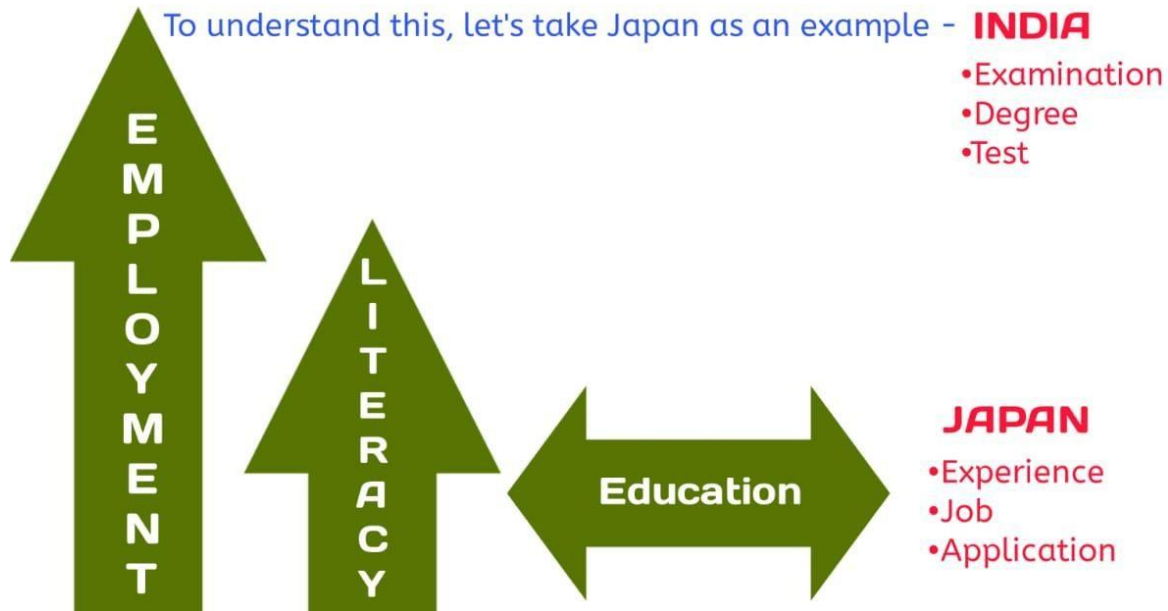 To understand this, let's take Japan as an example - INDIA
•Examination
•Degree
•Test
EMPLOYMENT
LITERACY
Education
JAPAN
•Experience
•Job
•Application